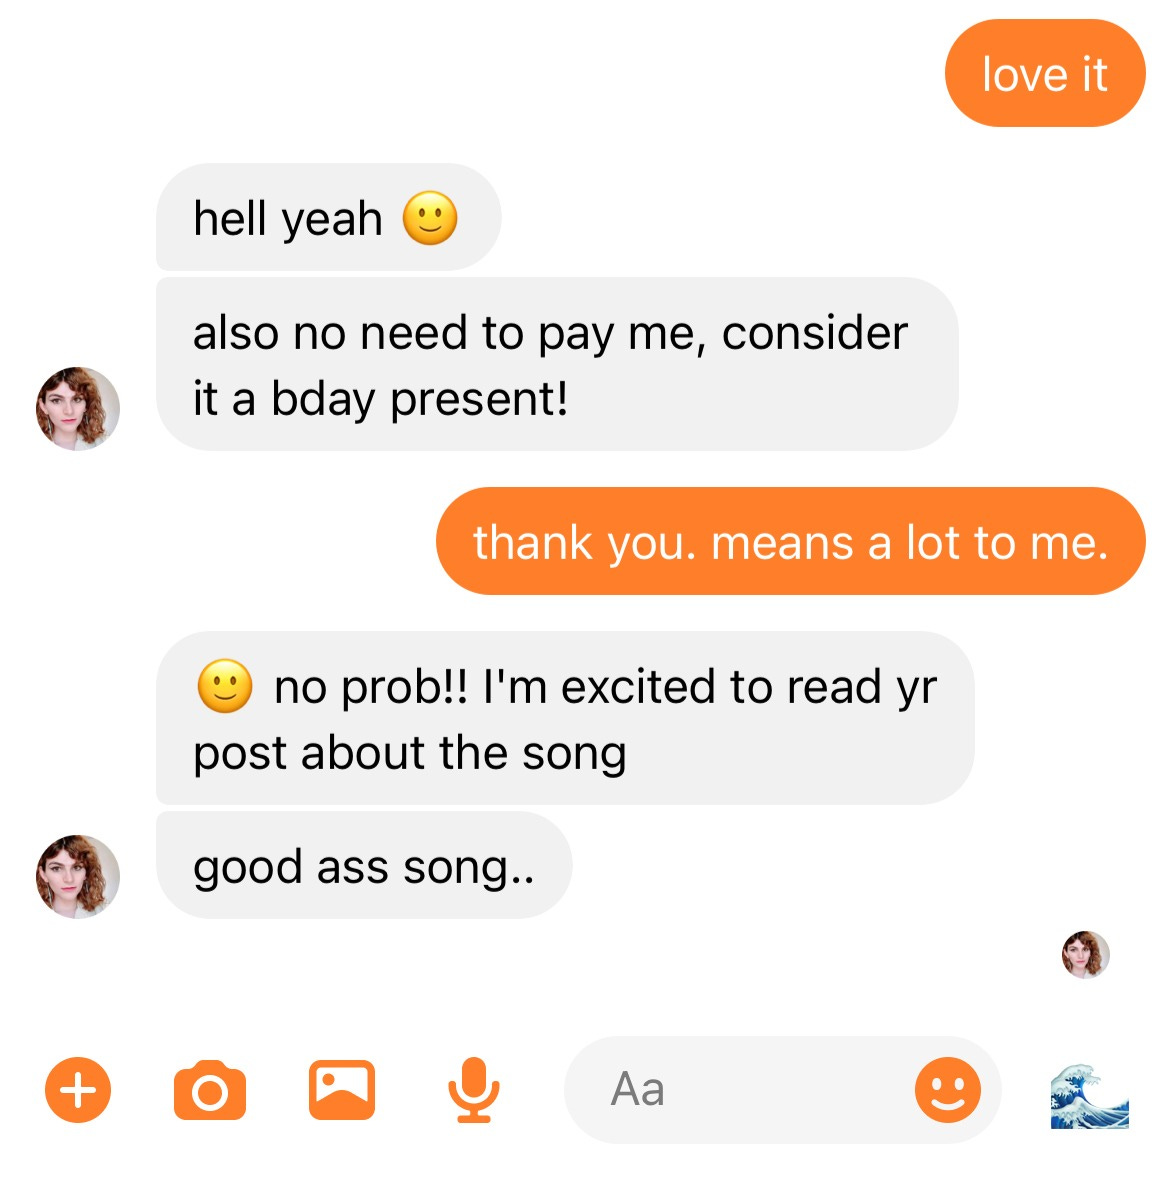 love it
hell yeah 🙂
also no need to pay me, consider
it a bday present!
thank you. means a lot to me.
🙂 no prob!! I'm excited to read yr
post about the song
good ass song..
Aa